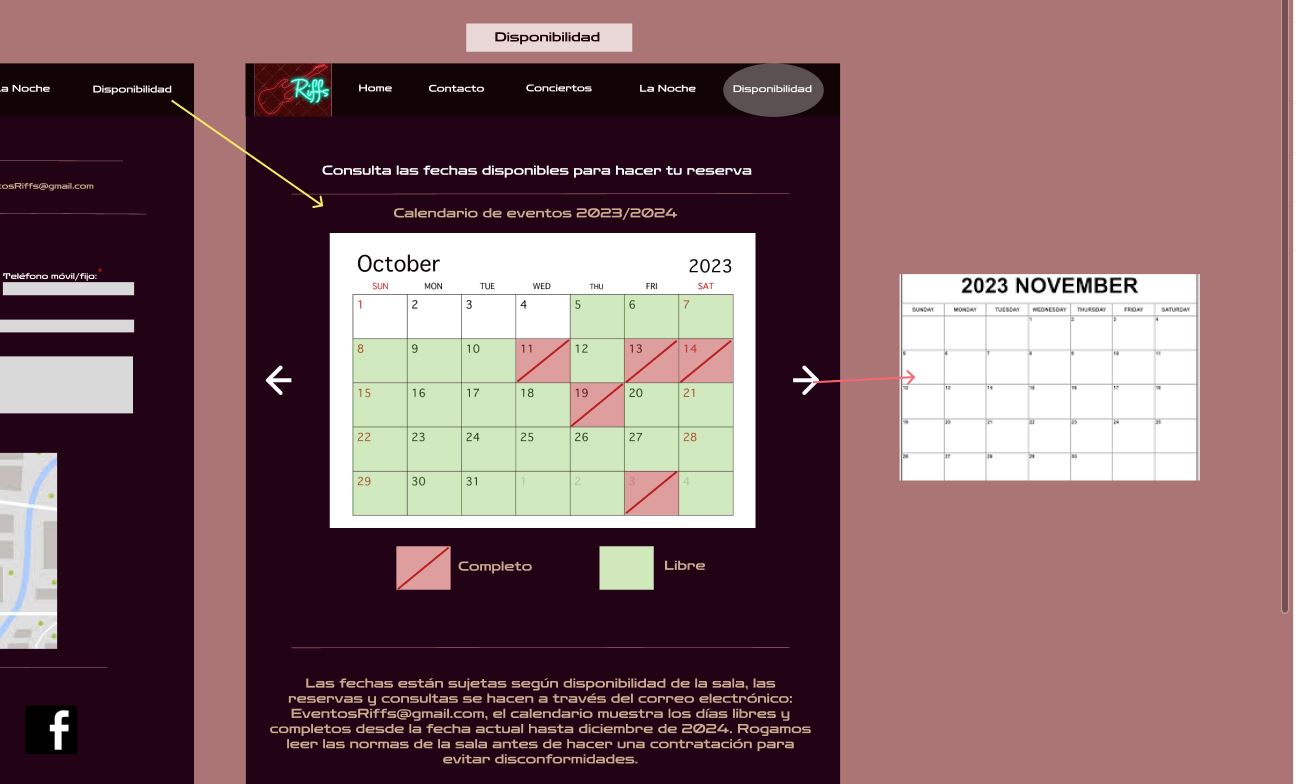 Disponibilidad
La Noche Disponibilidad
Riffs Home Contacto Conciertos La Noche Disponibilidad
Consulta las fechas disponibles para hacer tu reserva
tosRiffs@gmail.com
Calendario de eventos 2023/2024
October 2023
SUN MON TUE WED THU FRI SAT
1 2 3 4 5 6 7
8 9 10 11 12 13 14
15 16 17 18 19 20 21
22 23 24 25 26 27 28
29 30 31 1 2 3 4
Teléfono móvil/fijo:*
2023 NOVEMBER
SUNDAY MONDAY TUESDAY WEDNESDAY THURSDAY FRIDAY SATURDAY
1 2 3 4
5 6 7 8 9 10 11
12 13 14 15 16 17 18
19 20 21 22 23 24 25
26 27 28 29 30
Completo Libre
Las fechas están sujetas según disponibilidad de la sala, las
reservas y consultas se hacen a través del correo electrónico:
EventosRiffs@gmail.com, el calendario muestra los días libres y
completos desde la fecha actual hasta diciembre de 2024. Rogamos
leer las normas de la sala antes de hacer una contratación para
evitar disconformidades.
f